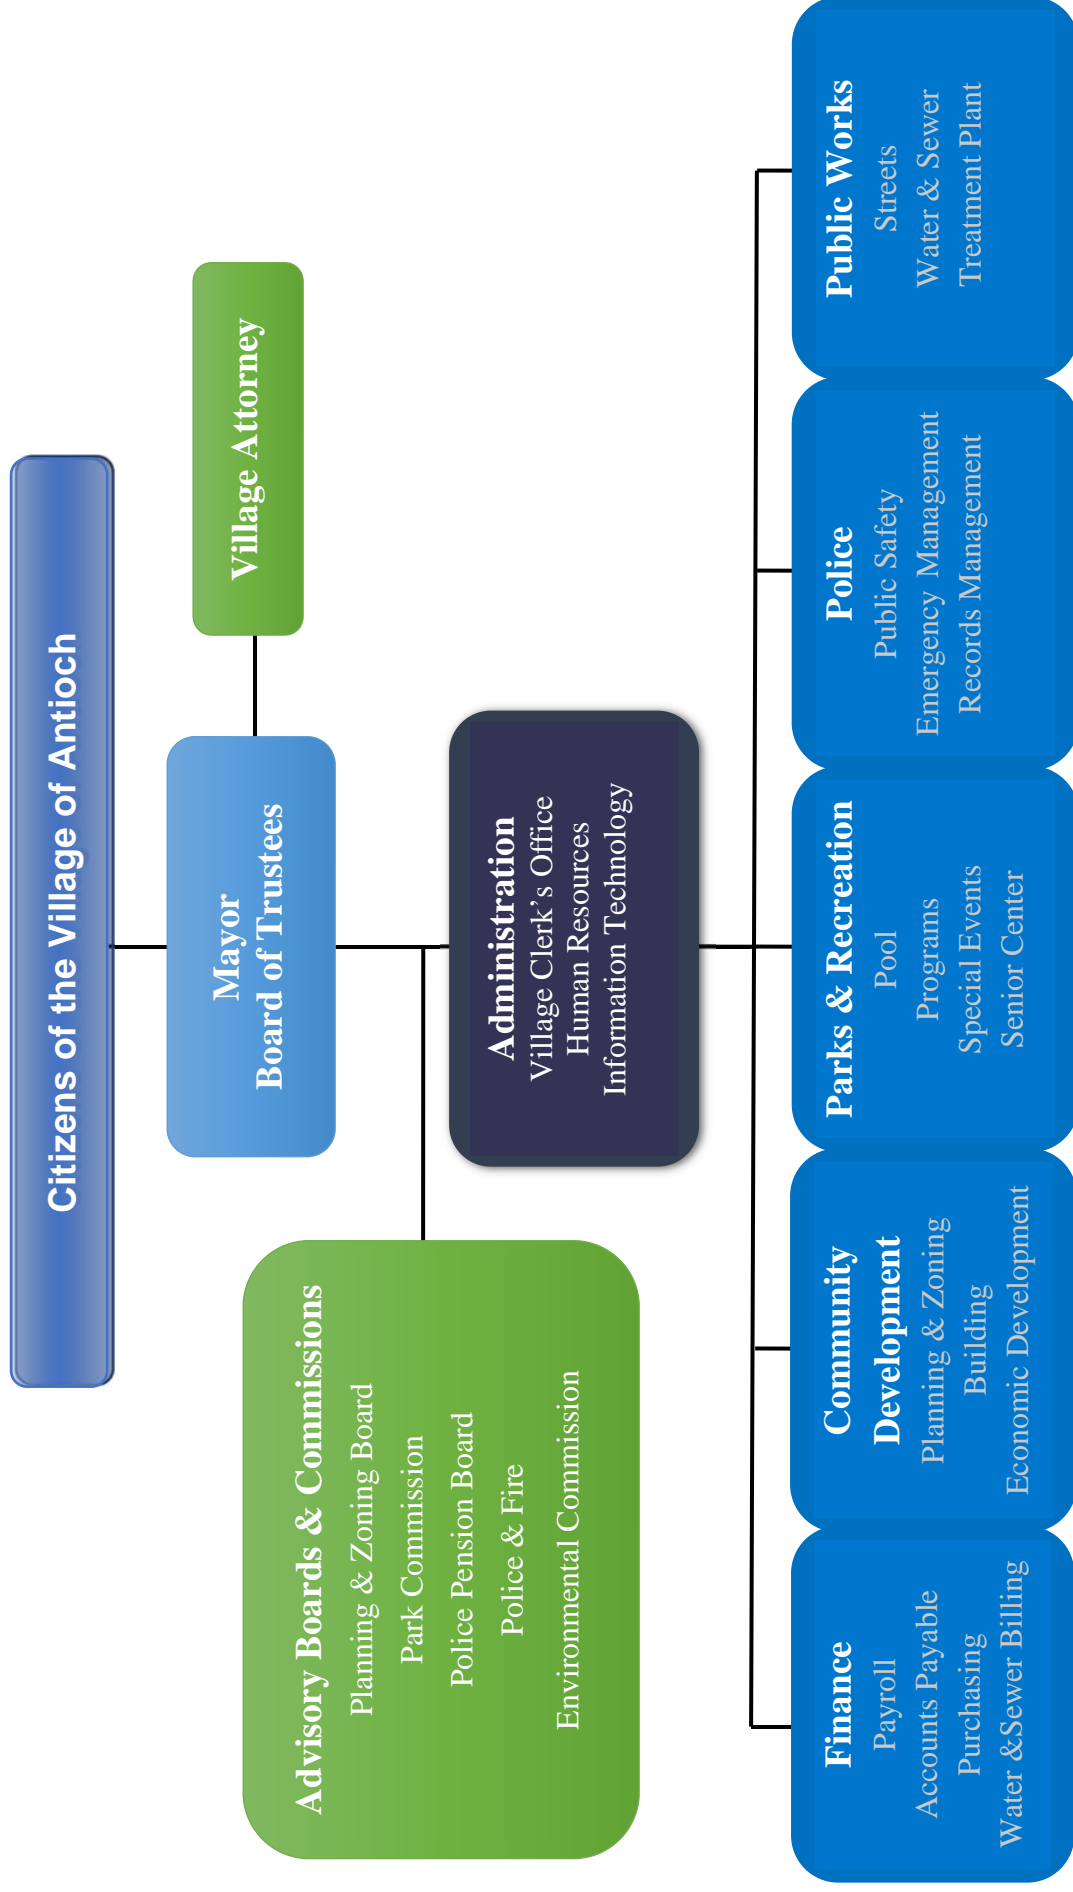 Citizens of the Village of Antioch
Mayor
Board of Trustees
Village Attorney
Advisory Boards & Commissions
Planning & Zoning Board
Park Commission
Police Pension Board
Police & Fire
Environmental Commission
Administration
Village Clerk’s Office
Human Resources
Information Technology
Finance
Payroll
Accounts Payable
Purchasing
Water &Sewer Billing
Community
Development
Planning & Zoning
Building
Economic Development
Parks & Recreation
Pool
Programs
Special Events
Senior Center
Police
Public Safety
Emergency Management
Records Management
Public Works
Streets
Water & Sewer
Treatment Plant